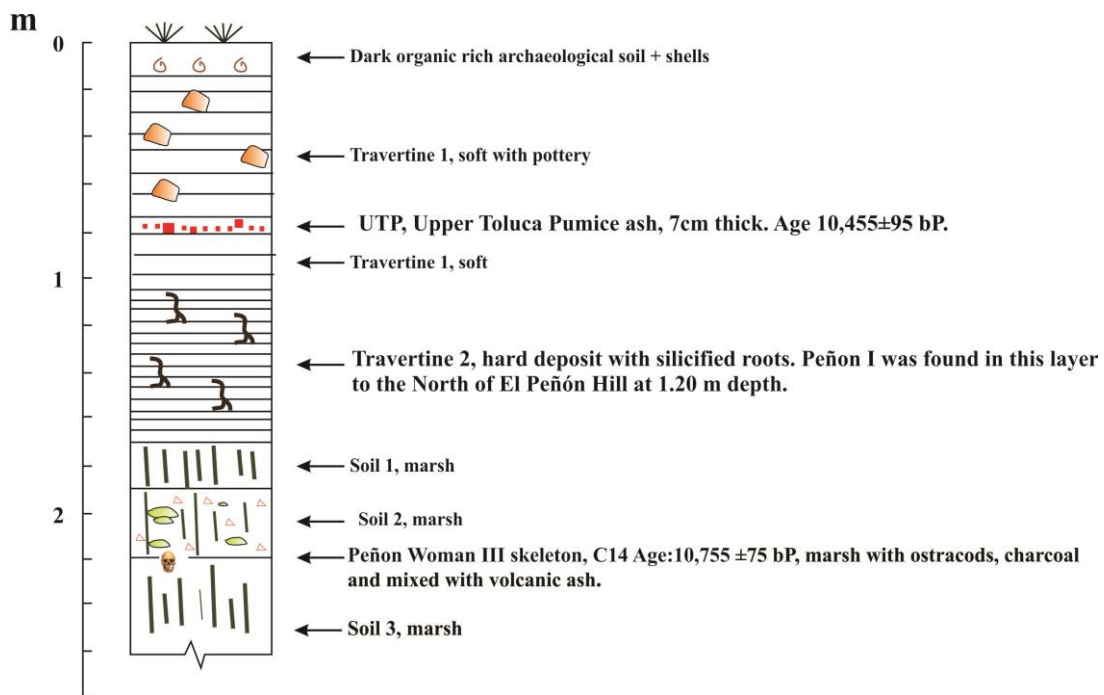 m
0
Dark organic rich archaeological soil + shells
Travertine 1, soft with pottery
UTP, Upper Toluca Pumice ash, 7cm thick. Age 10,455±95 bP.
Travertine 1, soft
1
Travertine 2, hard deposit with silicified roots. Peñon I was found in this layer
to the North of El Peñón Hill at 1.20 m depth.
Soil 1, marsh
2
Soil 2, marsh
Peñon Woman III skeleton, C14 Age:10,755 ±75 bP, marsh with ostracods, charcoal
and mixed with volcanic ash.
Soil 3, marsh